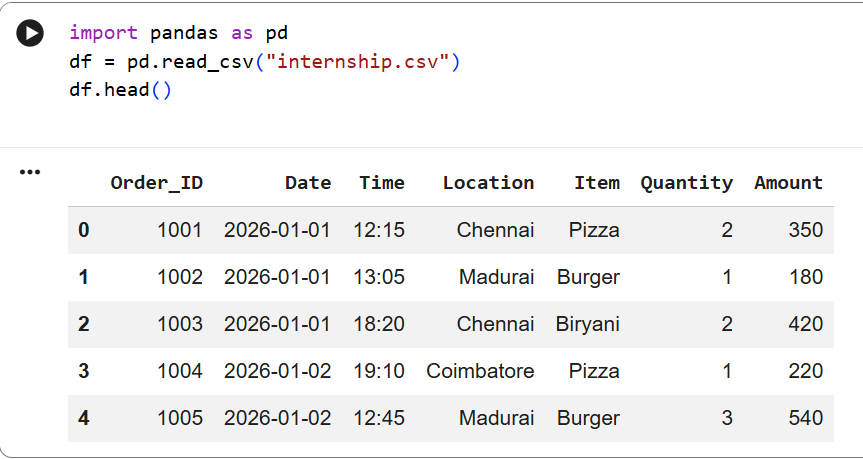 import pandas as pd
df = pd.read_csv("internship.csv")
df.head()
Order_ID Date Time Location Item Quantity Amount
0 1001 2026-01-01 12:15 Chennai Pizza 2 350
1 1002 2026-01-01 13:05 Madurai Burger 1 180
2 1003 2026-01-01 18:20 Chennai Biryani 2 420
3 1004 2026-01-02 19:10 Coimbatore Pizza 1 220
4 1005 2026-01-02 12:45 Madurai Burger 3 540